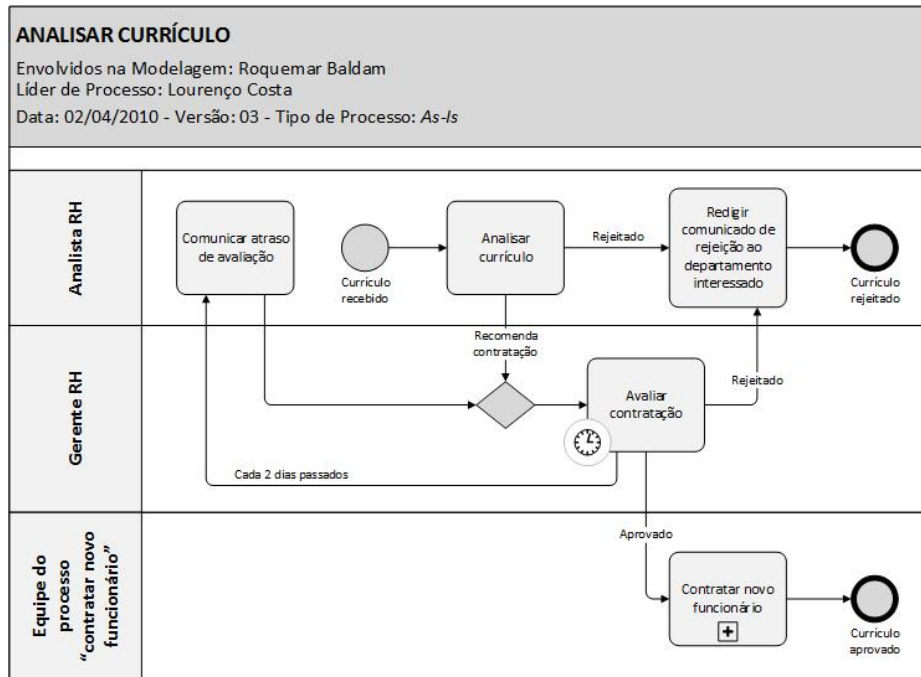 ANALISAR CURRÍCULO
Envolvidos na Modelagem: Roquemar Baldam
Líder de Processo: Lourenço Costa
Data: 02/04/2010 - Versão: 03 - Tipo de Processo: As-Is
Analista RH
Comunicar atraso
de avaliação
Currículo
recebido
Analisar
currículo
Rejeitado
Redigir
comunicado de
rejeição ao
departamento
interessado
Currículo
rejeitado
Gerente RH
Recomenda
contratação
Avaliar
contratação
Rejeitado
Cada 2 dias passados
Equipe do
processo
“contratar novo
funcionário”
Aprovado
Contratar novo
funcionário
Currículo
aprovado